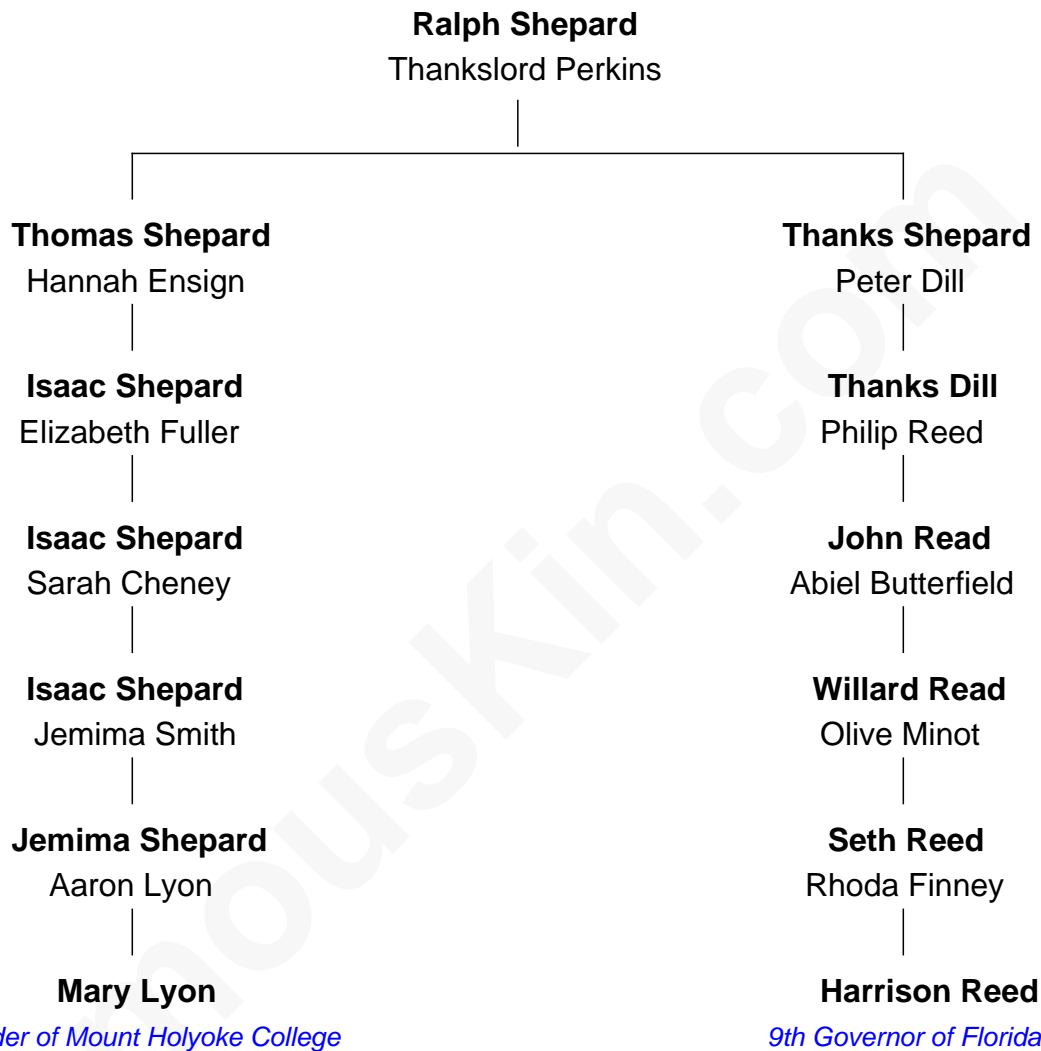 Ralph Shepard
Thankslord Perkins
Thomas Shepard
Hannah Ensign
Thanks Shepard
Peter Dill
Isaac Shepard
Elizabeth Fuller
Thanks Dill
Philip Reed
Isaac Shepard
Sarah Cheney
John Read
Abiel Butterfield
Isaac Shepard
Jemima Smith
Willard Read
Olive Minot
Jemima Shepard
Aaron Lyon
Seth Reed
Rhoda Finney
Mary Lyon
der of Mount Holyoke College
Harrison Reed
9th Governor of Florida
mouskin.com